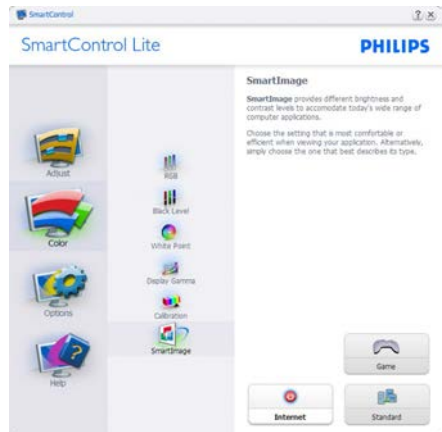 SmartControl
SmartControl Lite
PHILIPS
Adjust
Color
Options
Help
RGB
Black Level
White Point
Display Gamma
Calibration
SmartImage
SmartImage
SmartImage provides different brightness and
contrast levels to accomodate today's wide range of
computer applications.
Choose the setting that is most comfortable or
efficient when viewing your application. Alternatively,
simply choose the one that best describes its type.
Game
Internet
Standard